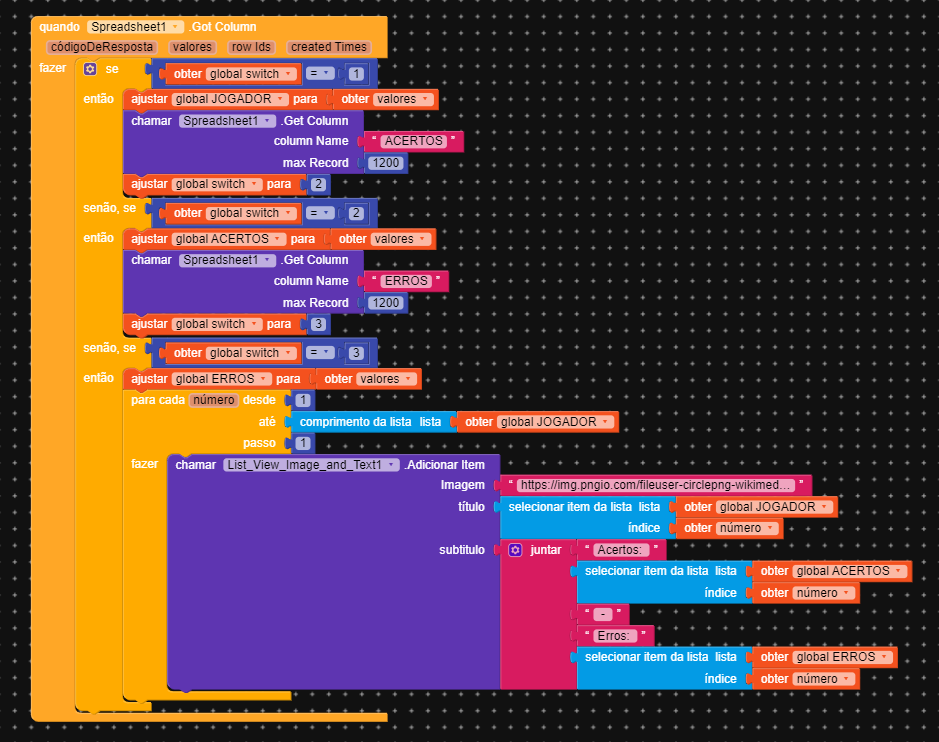 quando Spreadsheet1 .Got Column
códigoDeResposta valores row Ids created Times
fazer se obter global switch = 1
então ajustar global JOGADOR para obter valores
chamar Spreadsheet1 .Get Column
column Name " ACERTOS "
max Record 1200
ajustar global switch para 2
senão, se obter global switch = 2
então ajustar global ACERTOS para obter valores
chamar Spreadsheet1 .Get Column
column Name " ERROS "
max Record 1200
ajustar global switch para 3
senão, se obter global switch = 3
então ajustar global ERROS para obter valores
para cada número desde 1
até comprimento da lista lista obter global JOGADOR
passo 1
fazer chamar List_View_Image_and_Text1 .Adicionar Item
Imagem " https://img.pngio.com/fileuser-circlepng-wikimed... "
título selecionar item da lista lista obter global JOGADOR
índice obter número
subtitulo juntar " Acertos: "
selecionar item da lista lista obter global ACERTOS
índice obter número
" - "
" Erros: "
selecionar item da lista lista obter global ERROS
índice obter número